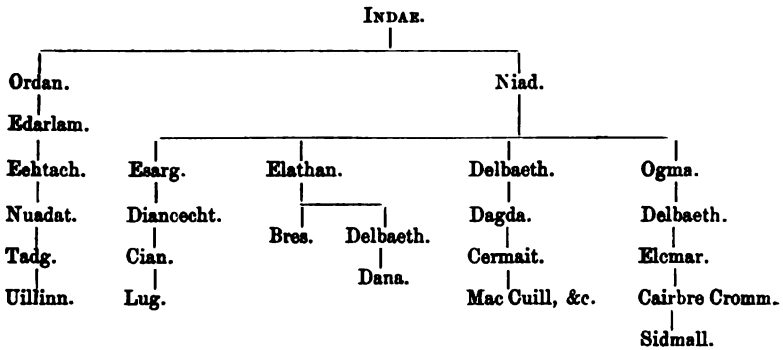 INDAE.
Ordan. Niad.
Edarlam.
Eehtach. Esarg. Elathan. Delbaeth. Ogma.
Nuadat. Diancecht. Bres. Delbaeth. Dagda. Delbaeth.
Tadg. Cian. Dana. Cermait. Elcmar.
Uillinn. Lug. Mac Cuill, &c. Cairbre Cromm.
Sidmall.